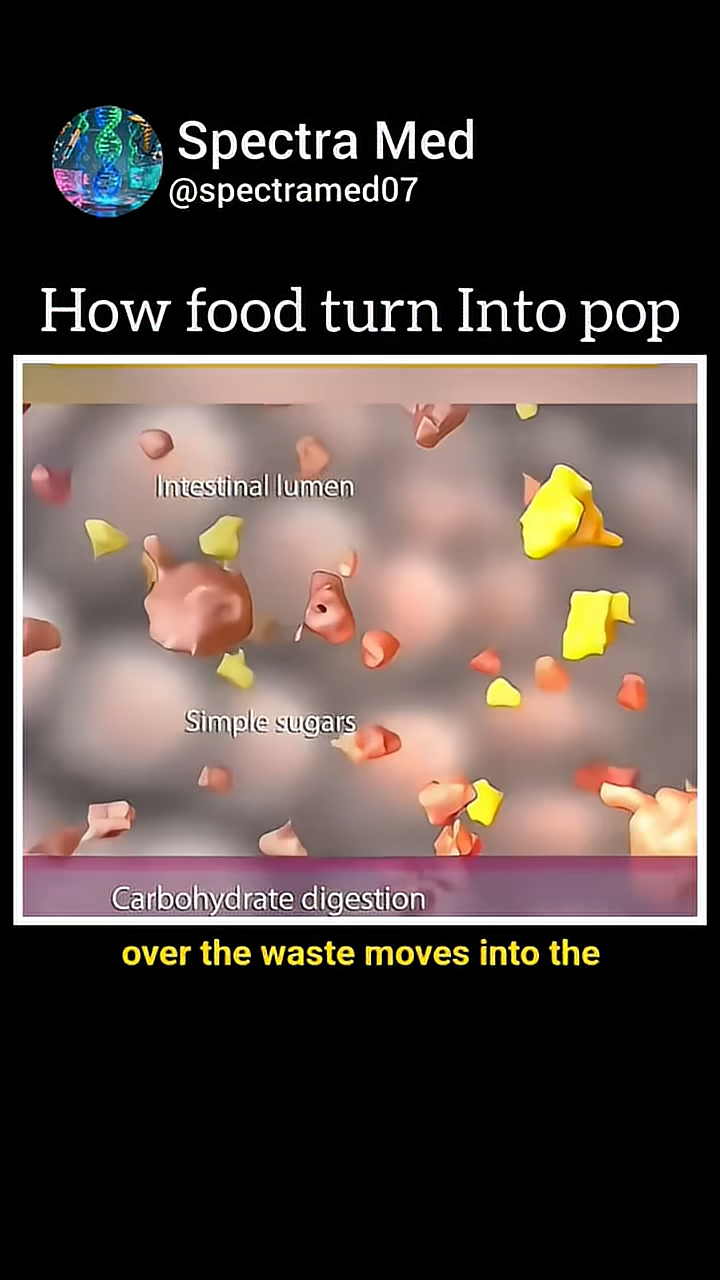 Spectra Med
@spectramed07
How food turn Into pop
Intestinal lumen
Simple sugars
Carbohydrate digestion
over the waste moves into the